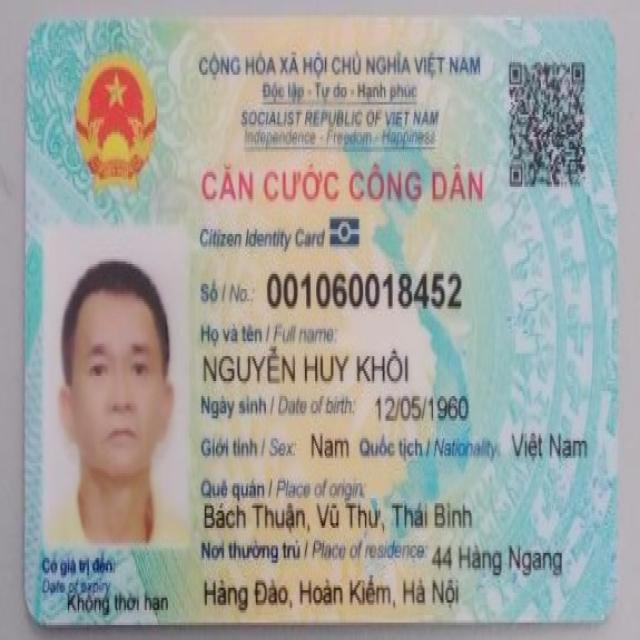 CỘNG HÒA XÃ HỘI CHỦ NGHĨA VIỆT NAM
Độc lập - Tự do - Hạnh phúc
SOCIALIST REPUBLIC OF VIET NAM
Independence - Freedom - Happiness
CĂN CƯỚC CÔNG DÂN
Citizen Identity Card
Số / No.: 001060018452
Họ và tên / Full name:
NGUYỄN HUY KHÔI
Ngày sinh / Date of birth: 12/05/1960
Giới tính / Sex: Nam Quốc tịch / Nationality: Việt Nam
Quê quán / Place of origin:
Bách Thuận, Vũ Thư, Thái Bình
Nơi thường trú / Place of residence: 44 Hàng Ngang
Hàng Đào, Hoàn Kiếm, Hà Nội
Có giá trị đến:
Date of expiry
Không thời hạn